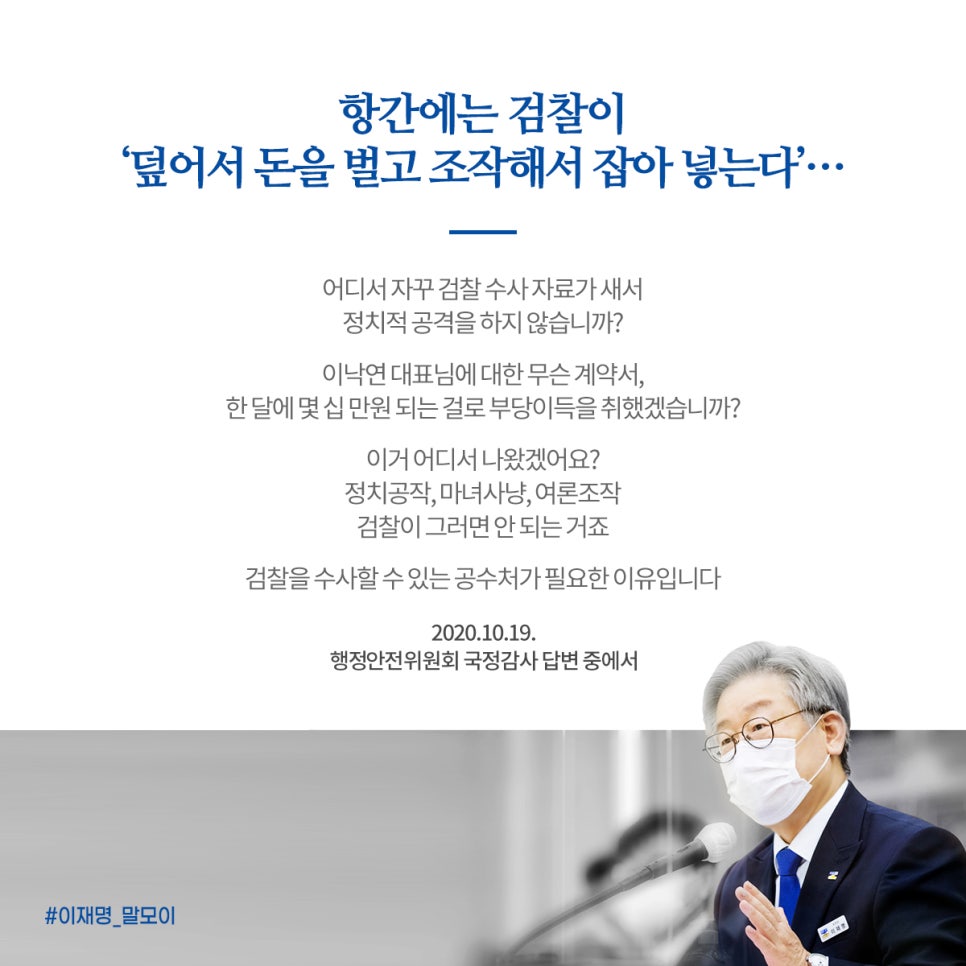 항간에는 검찰이
‘덮어서 돈을 벌고 조작해서 잡아 넣는다’…
어디서 자꾸 검찰 수사 자료가 새서
정치적 공격을 하지 않습니까?
이낙연 대표님에 대한 무슨 계약서,
한 달에 몇 십 만원 되는 걸로 부당이득을 취했겠습니까?
이거 어디서 나왔겠어요?
정치공작, 마녀사냥, 여론조작
검찰이 그러면 안 되는 거죠
검찰을 수사할 수 있는 공수처가 필요한 이유입니다
2020.10.19.
행정안전위원회 국정감사 답변 중에서
#이재명_말모이